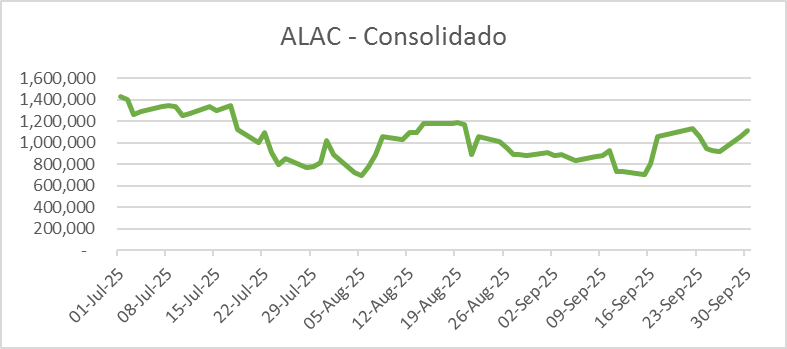 ALAC - Consolidado
1,600,000
1,400,000
1,200,000
1,000,000
800,000
600,000
400,000
200,000
-
01-Jul-25
08-Jul-25
15-Jul-25
22-Jul-25
29-Jul-25
05-Aug-25
12-Aug-25
19-Aug-25
26-Aug-25
02-Sep-25
09-Sep-25
16-Sep-25
23-Sep-25
30-Sep-25